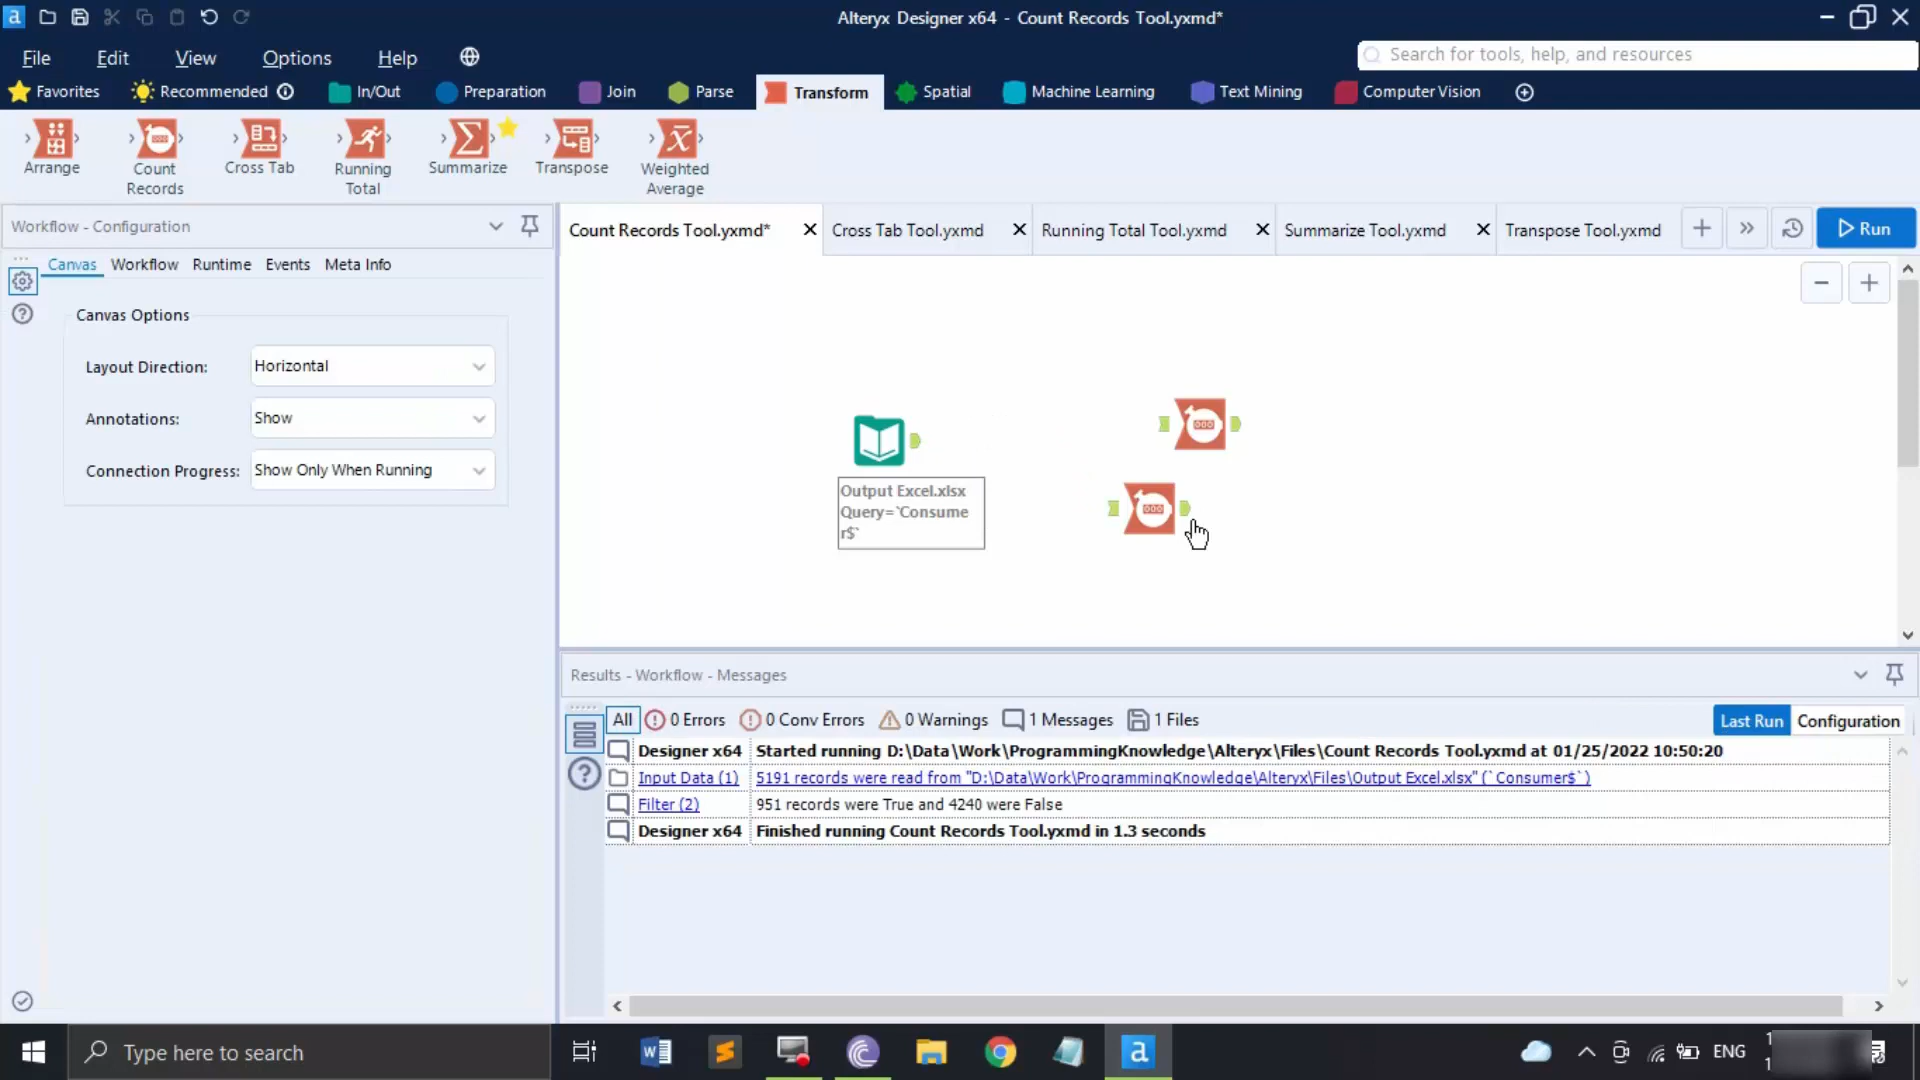 Alteryx Designer x64 - Count Records Tool.yxmd*
File Edit View Options Help
Search for tools, help, and resources
Favorites Recommended In/Out Preparation Join Parse Transform Spatial Machine Learning Text Mining Computer Vision
Arrange Count Records Cross Tab Running Total Summarize Transpose Weighted Average
Workflow - Configuration
Count Records Tool.yxmd* Cross Tab Tool.yxmd Running Total Tool.yxmd Summarize Tool.yxmd Transpose Tool.yxmd Run
Canvas Workflow Runtime Events Meta Info
Canvas Options
Layout Direction: Horizontal
Annotations: Show
Connection Progress: Show Only When Running
Output Excel.xlsx
Query=`Consume
r$`
Results - Workflow - Messages
All 0 Errors 0 Conv Errors 0 Warnings 1 Messages 1 Files Last Run Configuration
Designer x64 Started running D:\Data\Work\ProgrammingKnowledge\Alteryx\Files\Count Records Tool.yxmd at 01/25/2022 10:50:20
Input Data (1) 5191 records were read from "D:\Data\Work\ProgrammingKnowledge\Alteryx\Files\Output Excel.xlsx" (`Consumer$`)
Filter (2) 951 records were True and 4240 were False
Designer x64 Finished running Count Records Tool.yxmd in 1.3 seconds
Type here to search
ENG